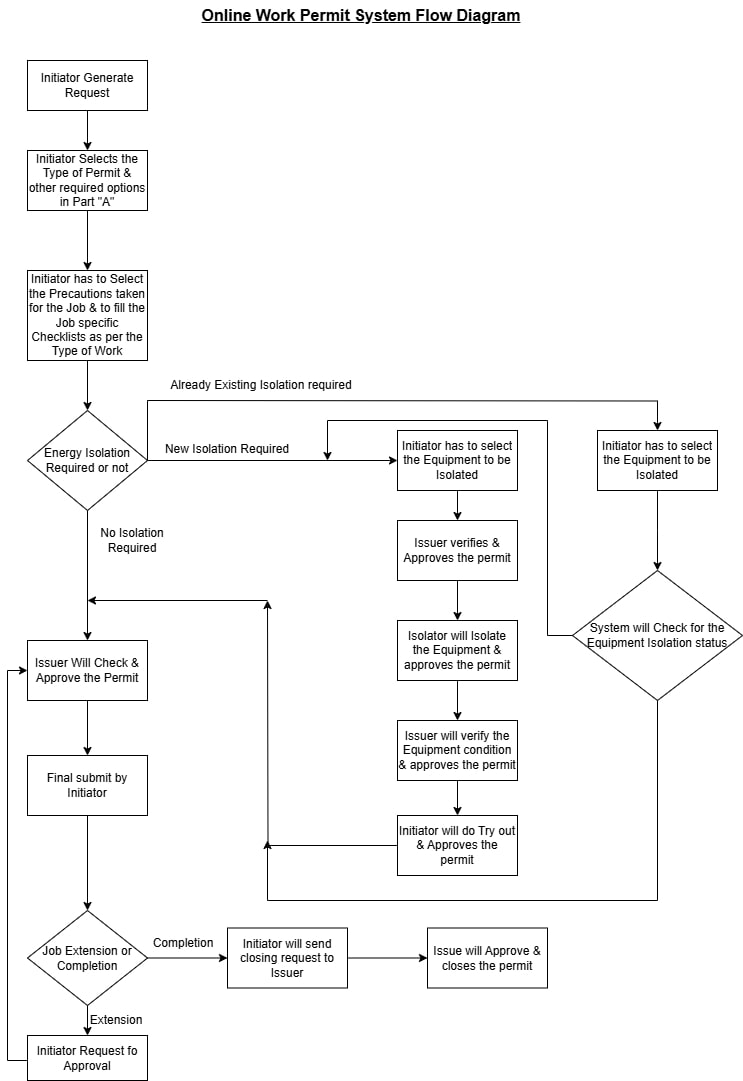 Online Work Permit System Flow Diagram
Initiator Generate
Request
Initiator Selects the
Type of Permit &
other required options
in Part "A"
Initiator has to Select
the Precautions taken
for the Job & to fill the
Job specific
Checklists as per the
Type of Work
Already Existing Isolation required
Energy Isolation
Required or not
New Isolation Required
Initiator has to select
the Equipment to be
Isolated
Initiator has to select
the Equipment to be
Isolated
No Isolation
Required
Issuer verifies &
Approves the permit
System will Check for the
Equipment Isolation status
Isolator will Isolate
the Equipment &
approves the permit
Issuer Will Check &
Approve the Permit
Issuer will verify the
Equipment condition
& approves the permit
Final submit by
Initiator
Initiator will do Try out
& Approves the
permit
Job Extension or
Completion
Completion
Initiator will send
closing request to
Issuer
Issue will Approve &
closes the permit
Extension
Initiator Request fo
Approval